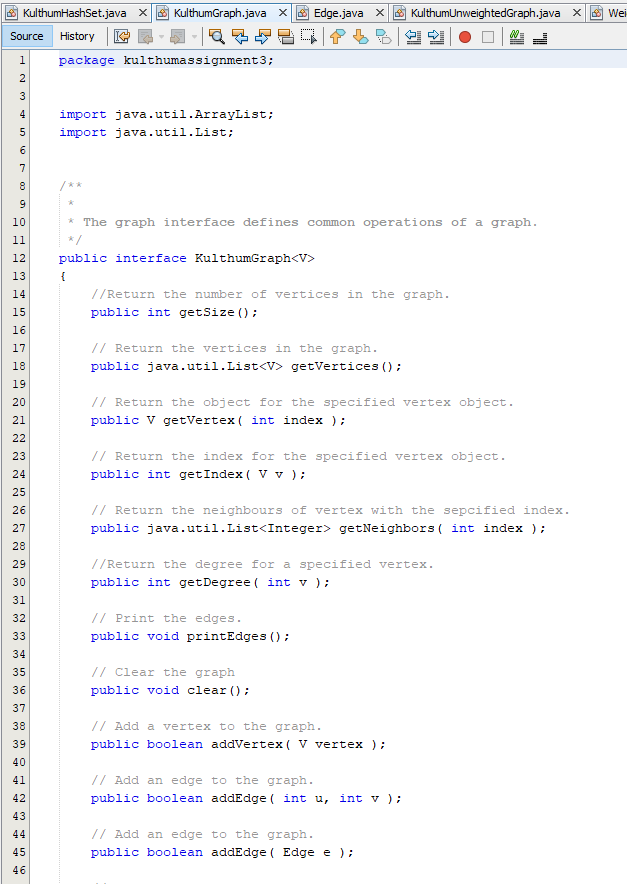 KulthumHashSet.java KulthumGraph.java Edge.java KulthumUnweightedGraph.java Wei
Source History
1 package kulthumassignment3;
2
3
4 import java.util.ArrayList;
5 import java.util.List;
6
7
8 /**
9 *
10 * The graph interface defines common operations of a graph.
11 */
12 public interface KulthumGraph<V>
13 {
14 //Return the number of vertices in the graph.
15 public int getSize();
16
17 // Return the vertices in the graph.
18 public java.util.List<V> getVertices();
19
20 // Return the object for the specified vertex object.
21 public V getVertex( int index );
22
23 // Return the index for the specified vertex object.
24 public int getIndex( V v );
25
26 // Return the neighbours of vertex with the sepcified index.
27 public java.util.List<Integer> getNeighbors( int index );
28
29 //Return the degree for a specified vertex.
30 public int getDegree( int v );
31
32 // Print the edges.
33 public void printEdges();
34
35 // Clear the graph
36 public void clear();
37
38 // Add a vertex to the graph.
39 public boolean addVertex( V vertex );
40
41 // Add an edge to the graph.
42 public boolean addEdge( int u, int v );
43
44 // Add an edge to the graph.
45 public boolean addEdge( Edge e );
46